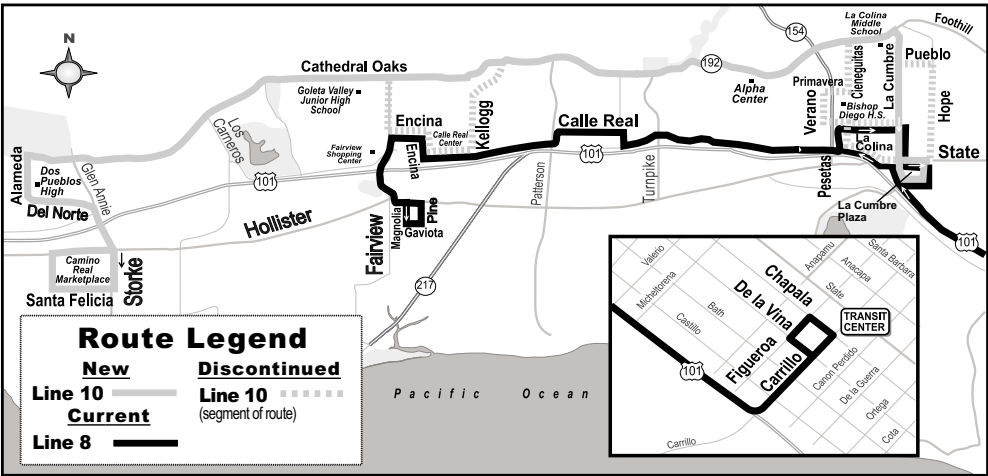 N
Cathedral Oaks
192
154
La Colina
Middle
School
Foothill
Pueblo
Goleta Valley
Junior High
School
Alpha
Center
Primavera
Cieneguitas
La Cumbre
Verano
Bishop
Diego H.S.
Hope
Los
Carneros
Encina
Calle Real
Center
Kellogg
Calle Real
La
Colina
State
Alameda
Dos
Pueblos
High
Glen Annie
Fairview
Shopping
Center
Encina
101
101
Patterson
Turnpike
Pesetas
Del Norte
Hollister
Magnolia
Pine
Gaviota
Fairview
La Cumbre
Plaza
101
Camino
Real
Marketplace
Storke
Santa Felicia
217
Route Legend
New
Line 10
Discontinued
Line 10
(segment of route)
Current
Line 8
Pacific Ocean
Valerio
Micheltorena
Castillo
Bath
Chapala
De la Vina
Anapamu
State
Anacapa
Santa Barbara
TRANSIT
CENTER
Figueroa
Carrillo
101
Canon Perdido
De la Guerra
Ortega
Cota
Carrillo